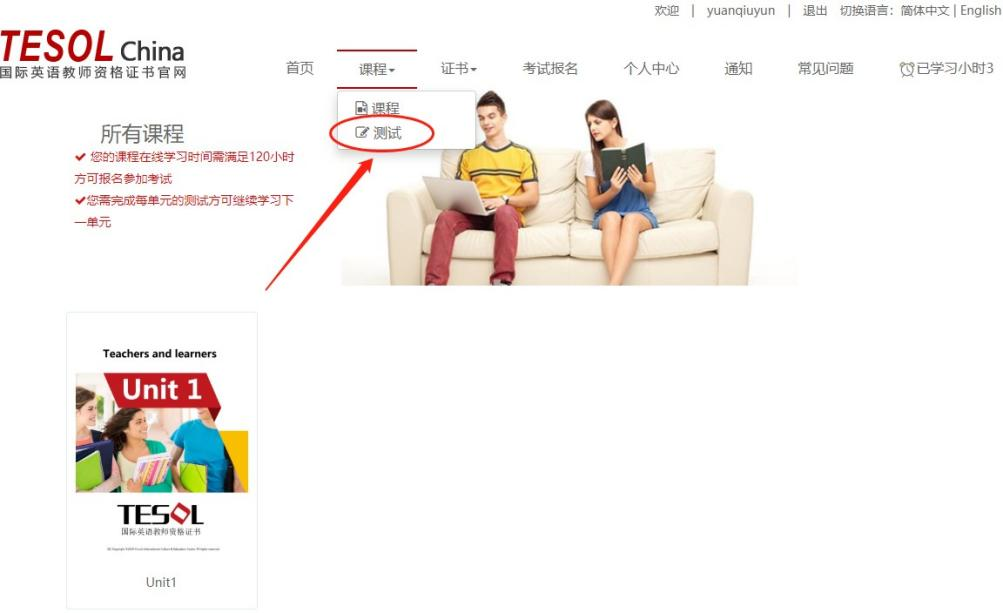 欢迎 | yuanqiuyun | 退出 切换语言：简体中文 | English
TESOL China
国际英语教师资格证书官网
首页 课程 证书 考试报名 个人中心 通知 常见问题 已学习小时3
课程
测试
所有课程
您的课程在线学习时间需满足120小时
方可报名参加考试
您需完成每单元的测试方可继续学习下
一单元
Teachers and learners
Unit 1
TESOL
国际英语教师资格证书
Unit1